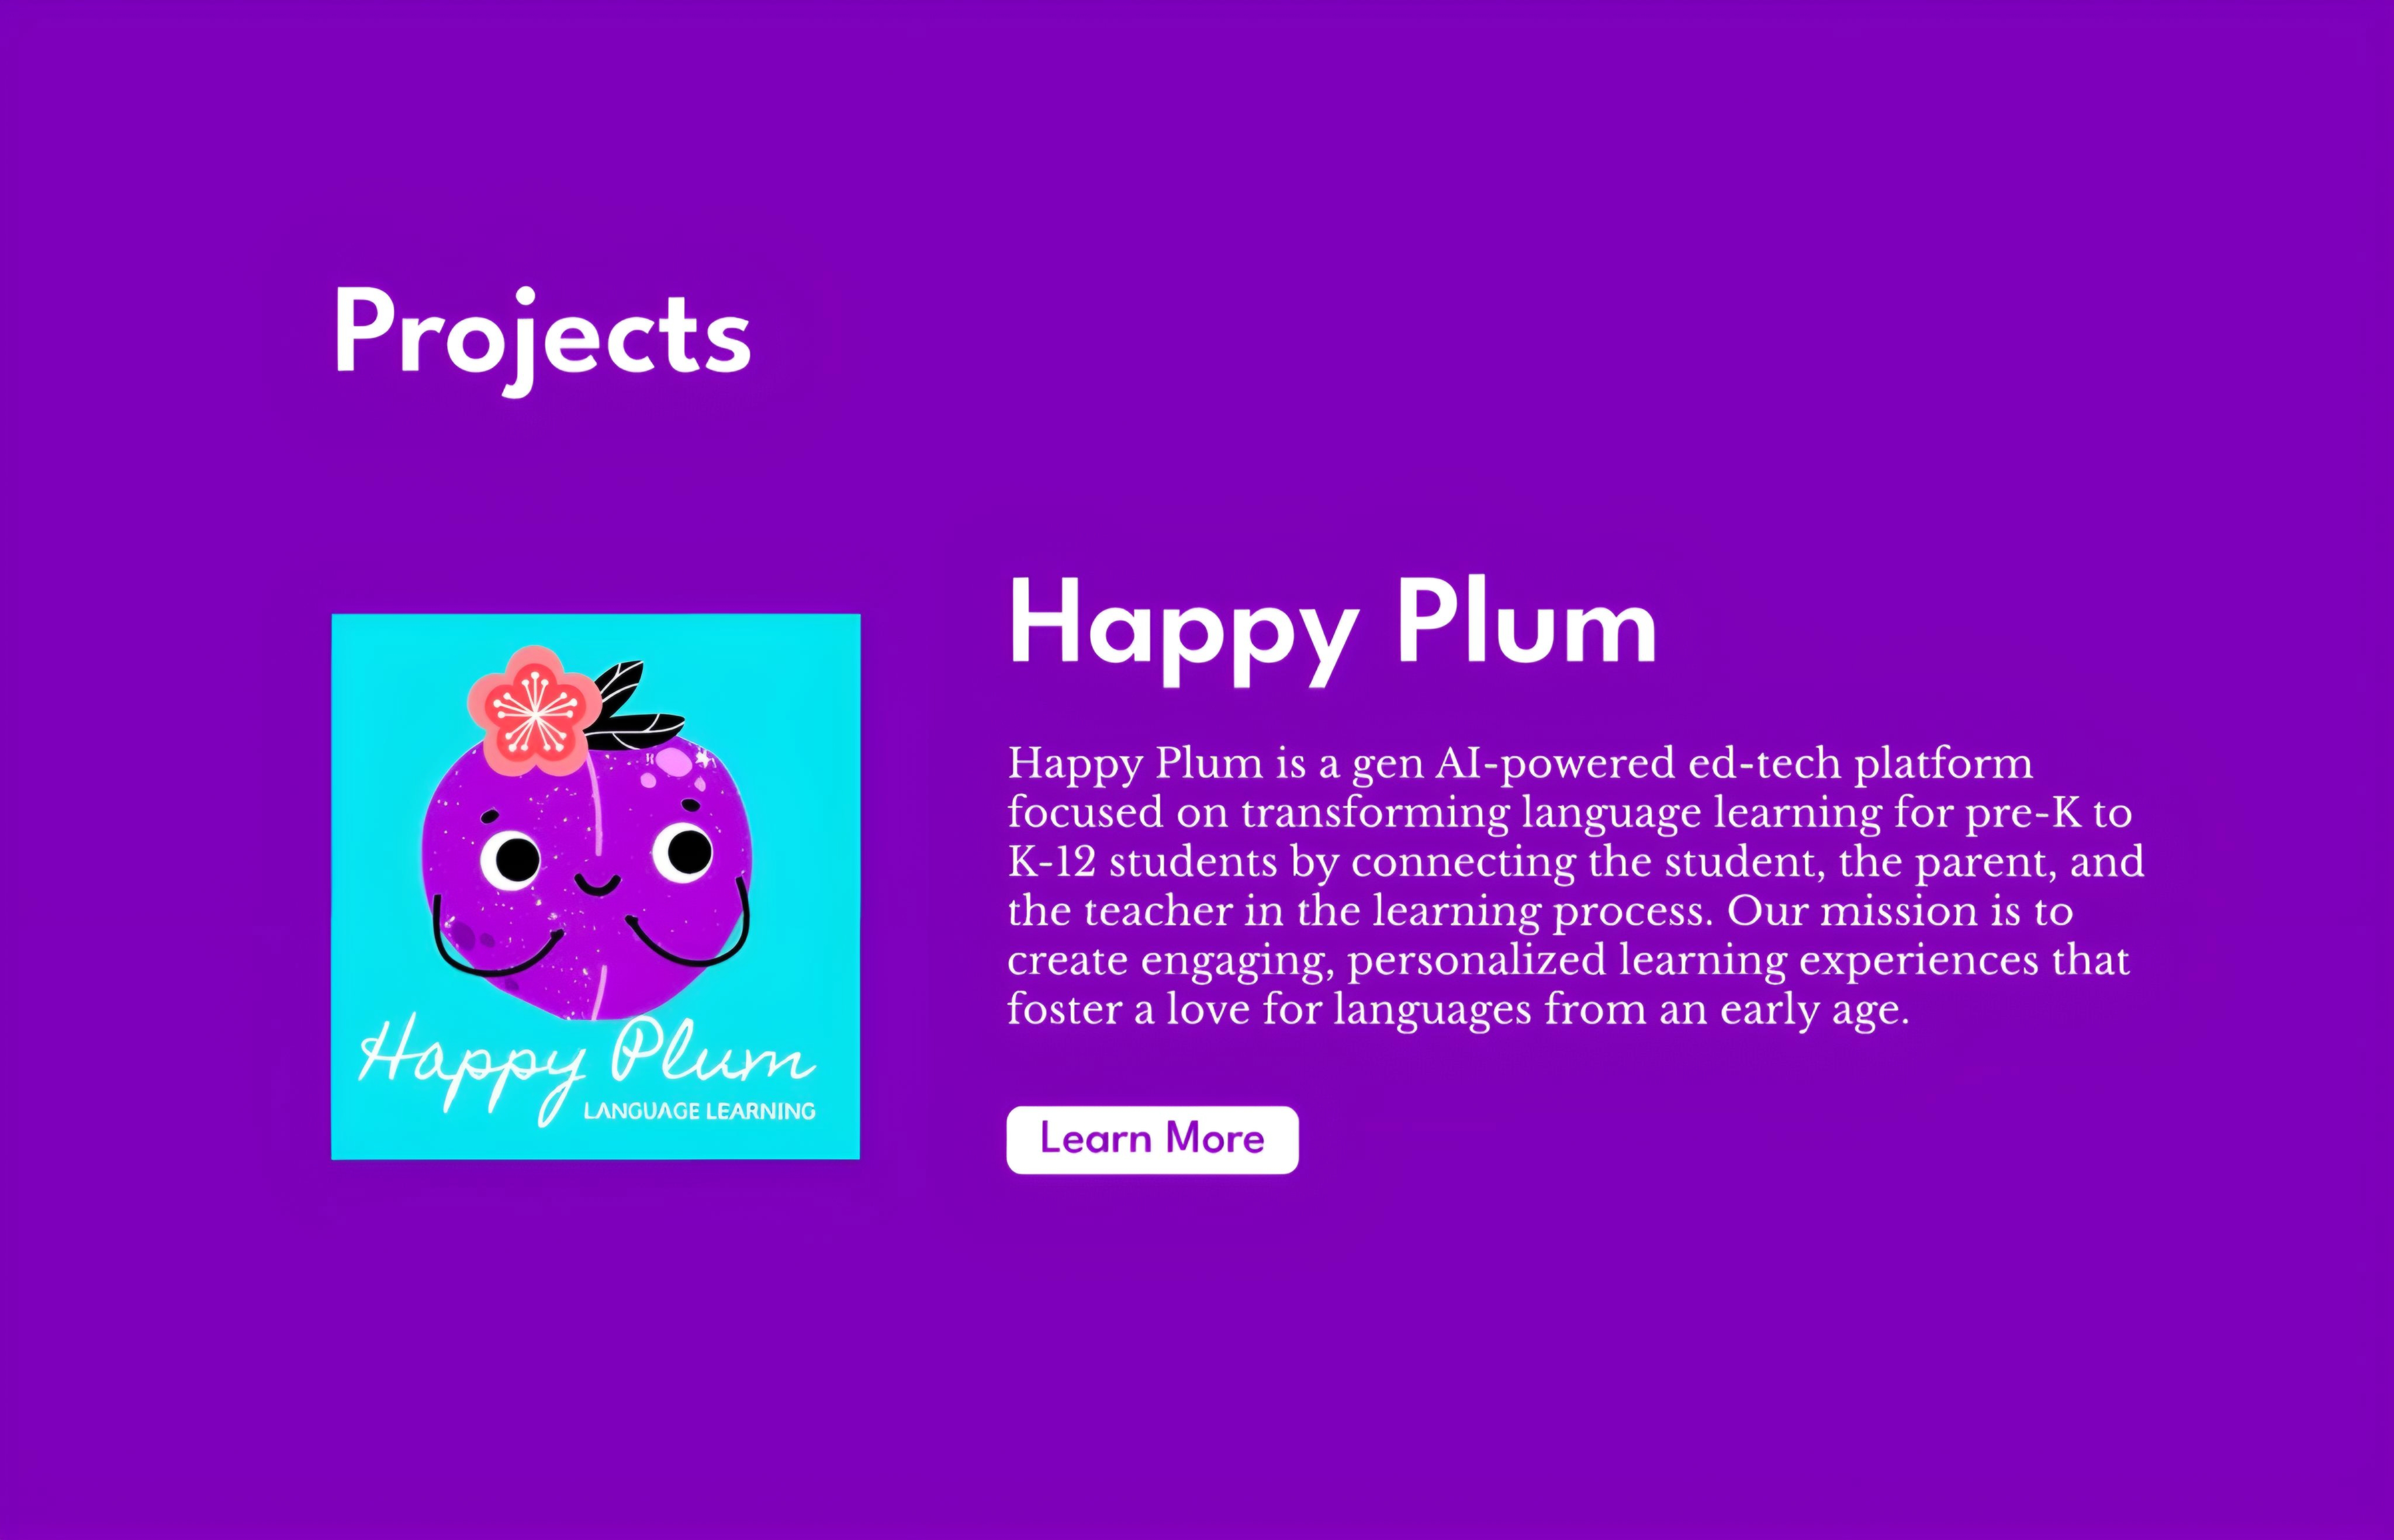 Projects
Happy Plum
LANGUAGE LEARNING
Happy Plum
Happy Plum is a gen AI-powered ed-tech platform
focused on transforming language learning for pre-K to
K-12 students by connecting the student, the parent, and
the teacher in the learning process. Our mission is to
create engaging, personalized learning experiences that
foster a love for languages from an early age.
Learn More